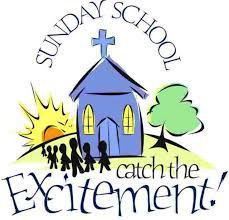 SUNDAY SCHOOL
catch the
Excitement!